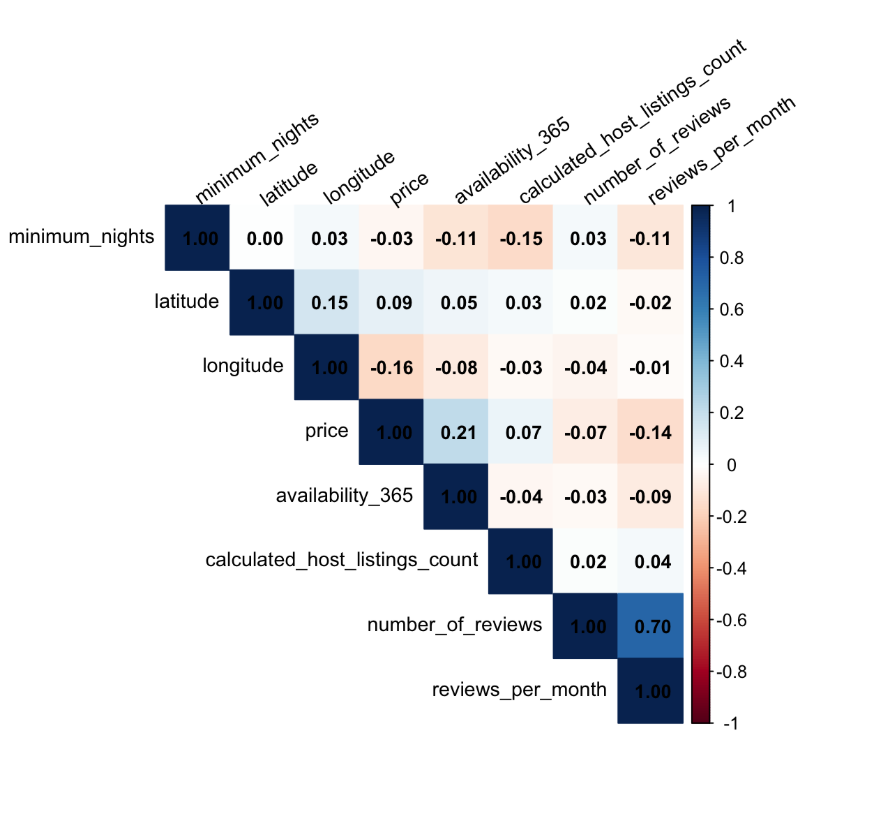 minimum_nights
latitude
longitude
price
availability_365
calculated_host_listings_count
number_of_reviews
reviews_per_month
minimum_nights 1.00 0.00 0.03 -0.03 -0.11 -0.15 0.03 -0.11
latitude 1.00 0.15 0.09 0.05 0.03 0.02 -0.02
longitude 1.00 -0.16 -0.08 -0.03 -0.04 -0.01
price 1.00 0.21 0.07 -0.07 -0.14
availability_365 1.00 -0.04 -0.03 -0.09
calculated_host_listings_count 1.00 0.02 0.04
number_of_reviews 1.00 0.70
reviews_per_month 1.00
1
0.8
0.6
0.4
0.2
0
-0.2
-0.4
-0.6
-0.8
-1